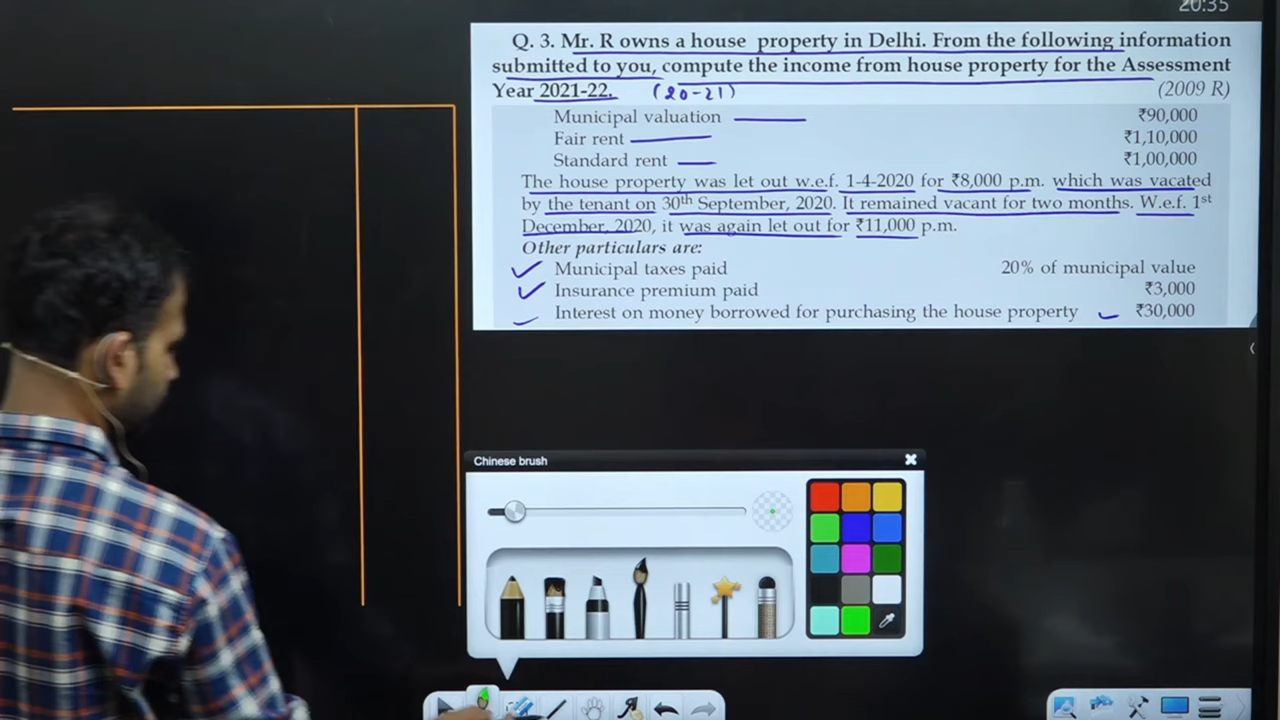 20:35
Q. 3. Mr. R owns a house property in Delhi. From the following information
submitted to you, compute the income from house property for the Assessment
Year 2021-22. (20-21) (2009 R)
Municipal valuation ₹90,000
Fair rent ₹1,10,000
Standard rent ₹1,00,000
The house property was let out w.e.f. 1-4-2020 for ₹8,000 p.m. which was vacated
by the tenant on 30th September, 2020. It remained vacant for two months. W.e.f. 1st
December, 2020, it was again let out for ₹11,000 p.m.
Other particulars are:
Municipal taxes paid 20% of municipal value
Insurance premium paid ₹3,000
Interest on money borrowed for purchasing the house property ₹30,000
Chinese brush